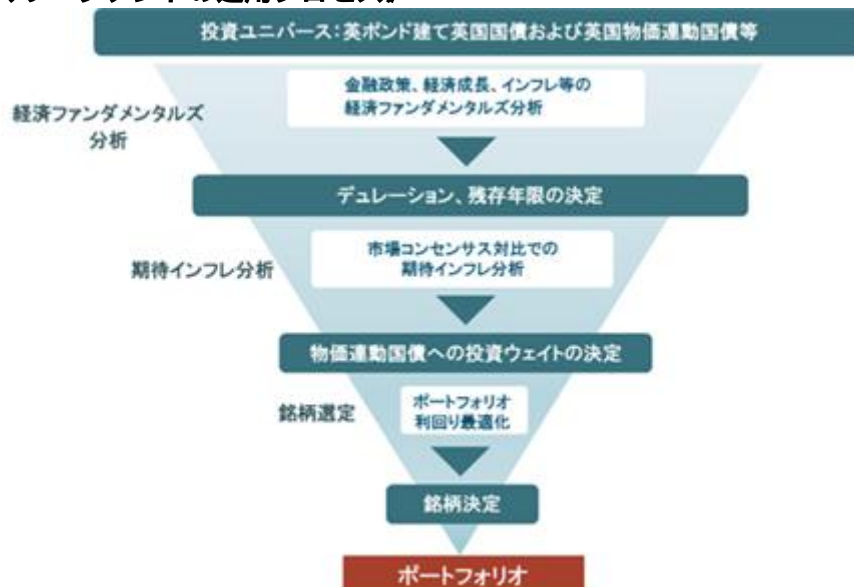 投資ユニバース：英ポンド建て英国国債および英国物価連動国債等
経済ファンダメンタルズ
分析
金融政策、経済成長、インフレ等の
経済ファンダメンタルズ分析
デュレーション、残存年限の決定
期待インフレ分析
市場コンセンサス対比での
期待インフレ分析
物価連動国債への投資ウェイトの決定
銘柄選定
ポートフォリオ
利回り最適化
銘柄決定
ポートフォリオ